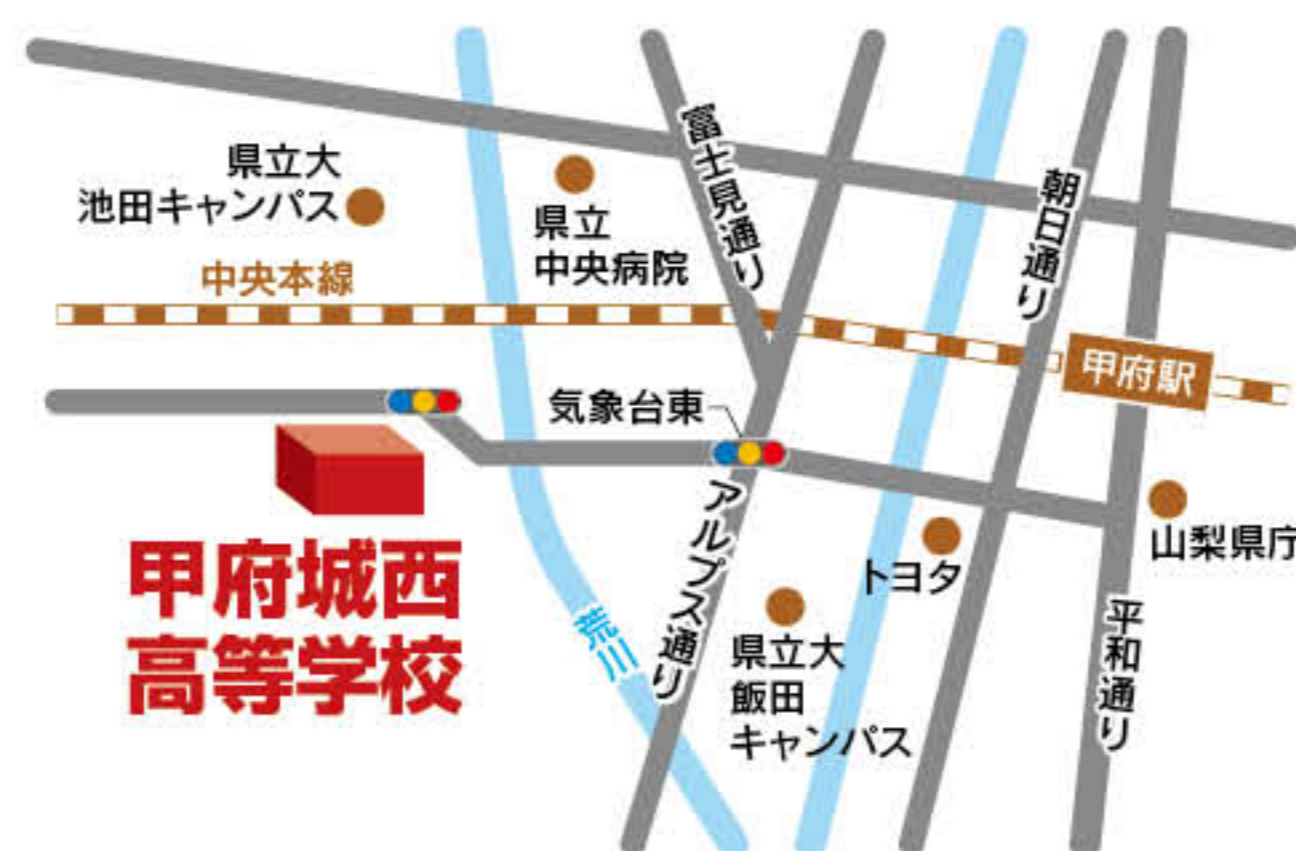 県立大
池田キャンパス
県立
中央病院
富士見通り
朝日通り
中央本線
甲府駅
気象台東
甲府城西
高等学校
アルプス通り
荒川
トヨタ
県立大
飯田
キャンパス
山梨県庁
平和通り